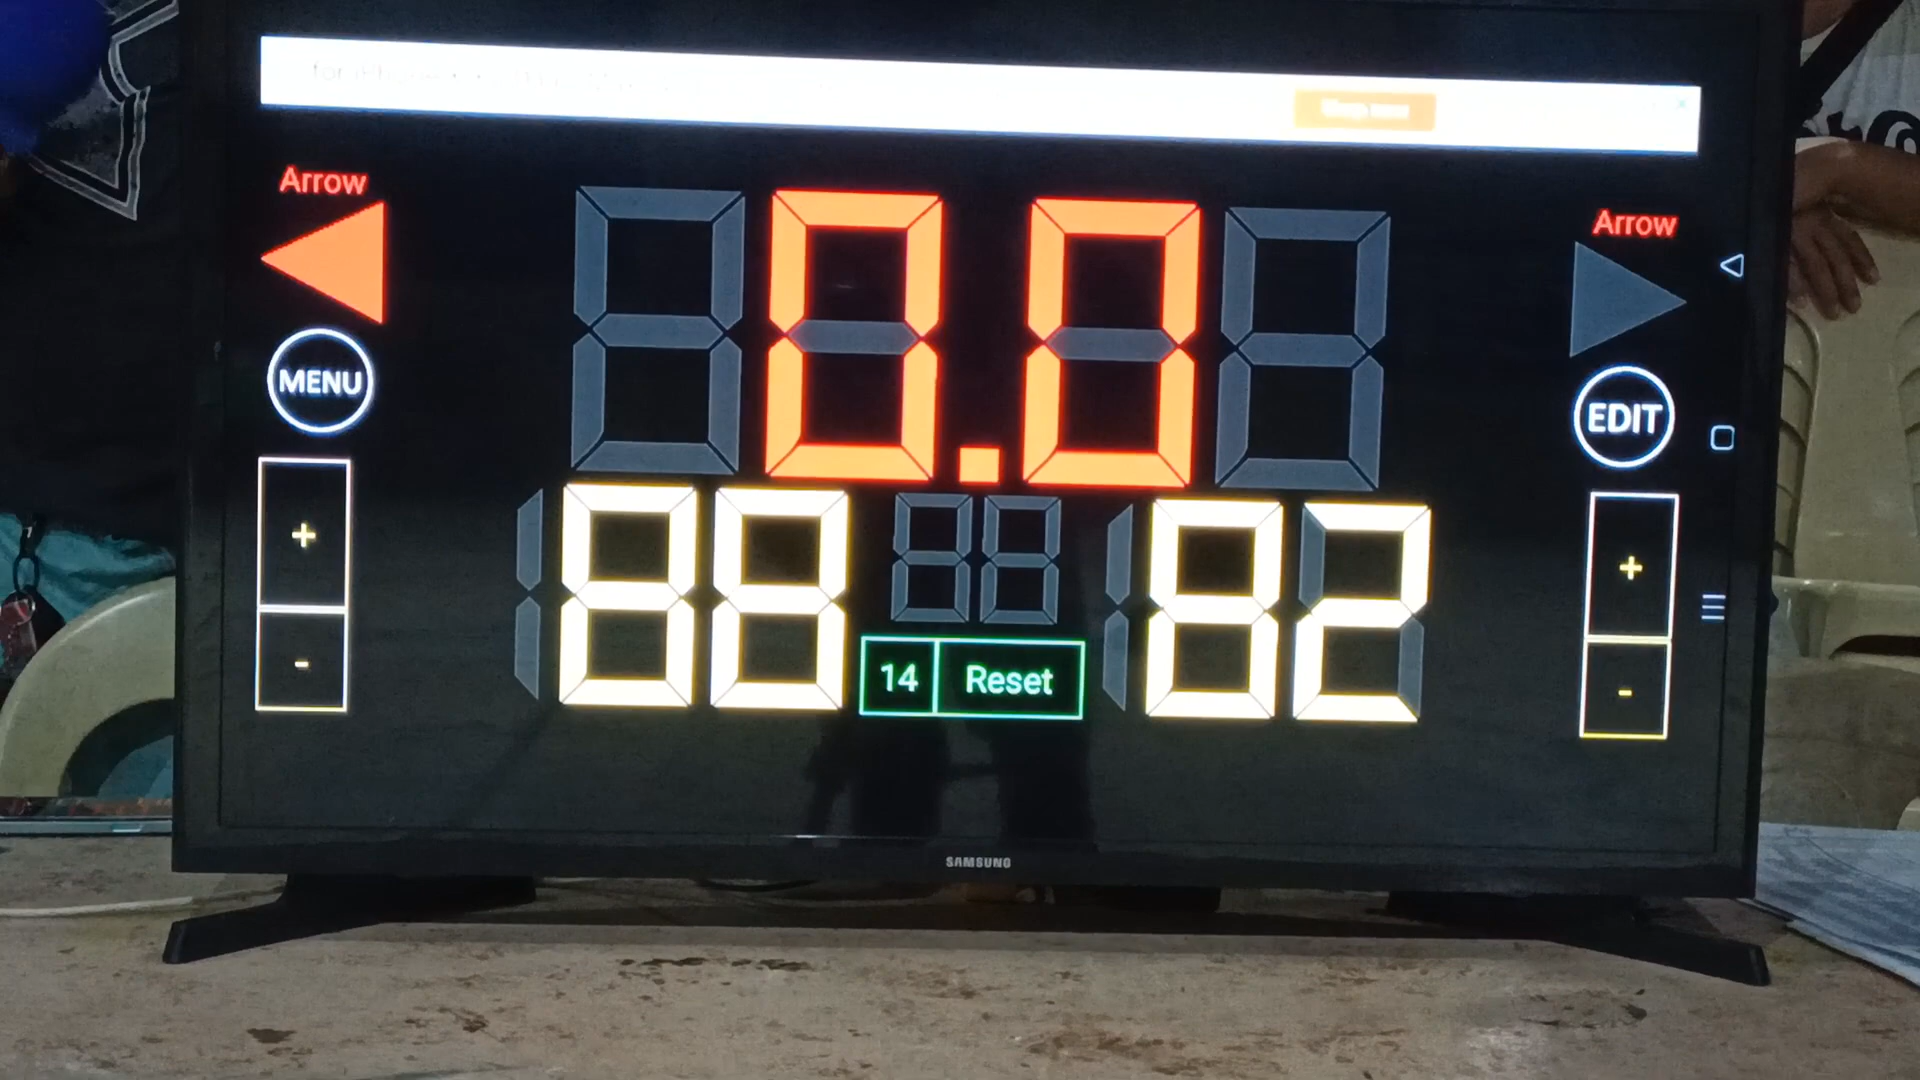 Arrow
Arrow
0.0
MENU
EDIT
88
82
+
-
+
-
14 Reset
SAMSUNG